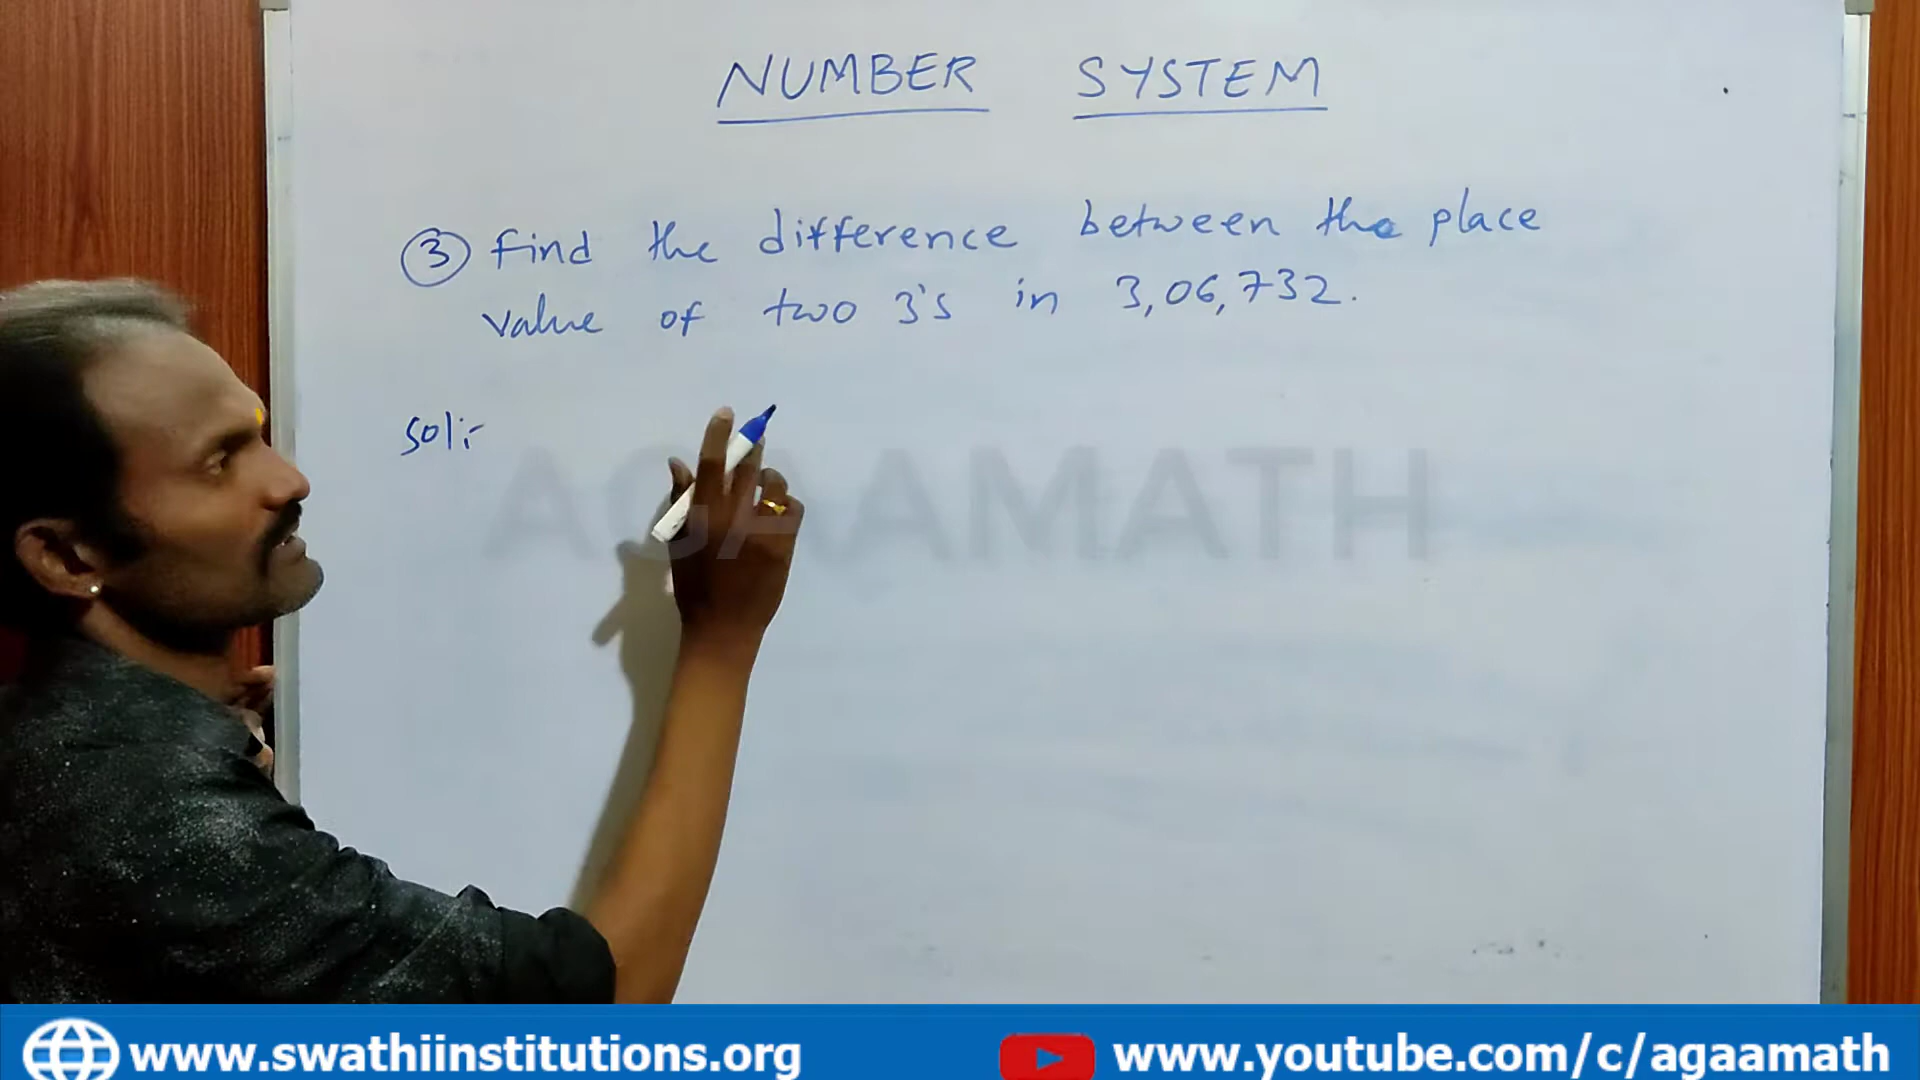 NUMBER SYSTEM
3 Find the difference between the place
value of two 3's in 3,06,732.
Sol:-
AGAAMATH
www.swathiinstitutions.org
www.youtube.com/c/agaamath